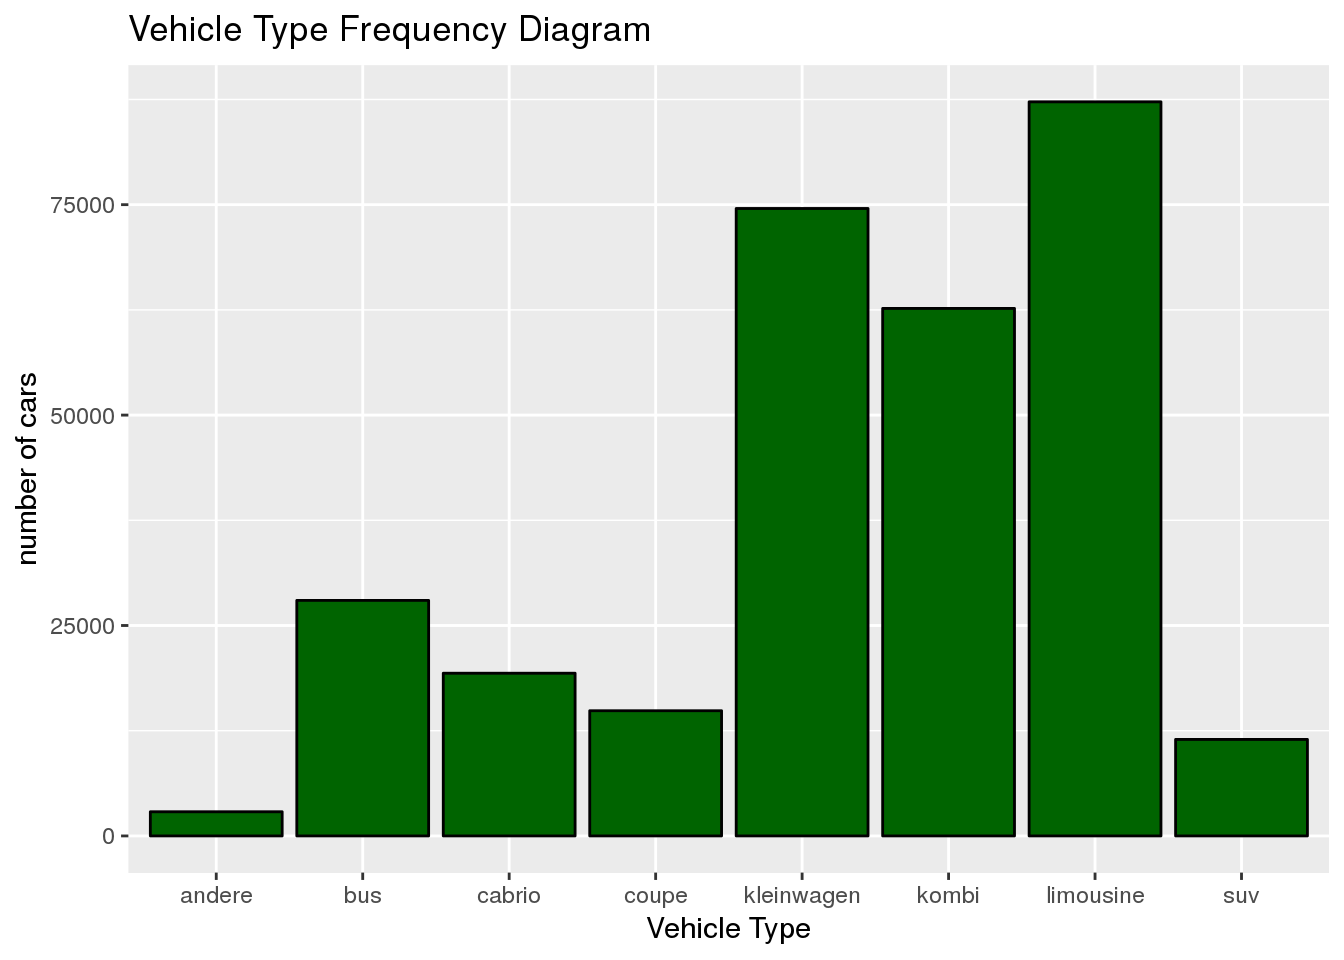 Vehicle Type Frequency Diagram
number of cars
75000
50000
25000
0
andere bus cabrio coupe kleinwagen kombi limousine suv
Vehicle Type